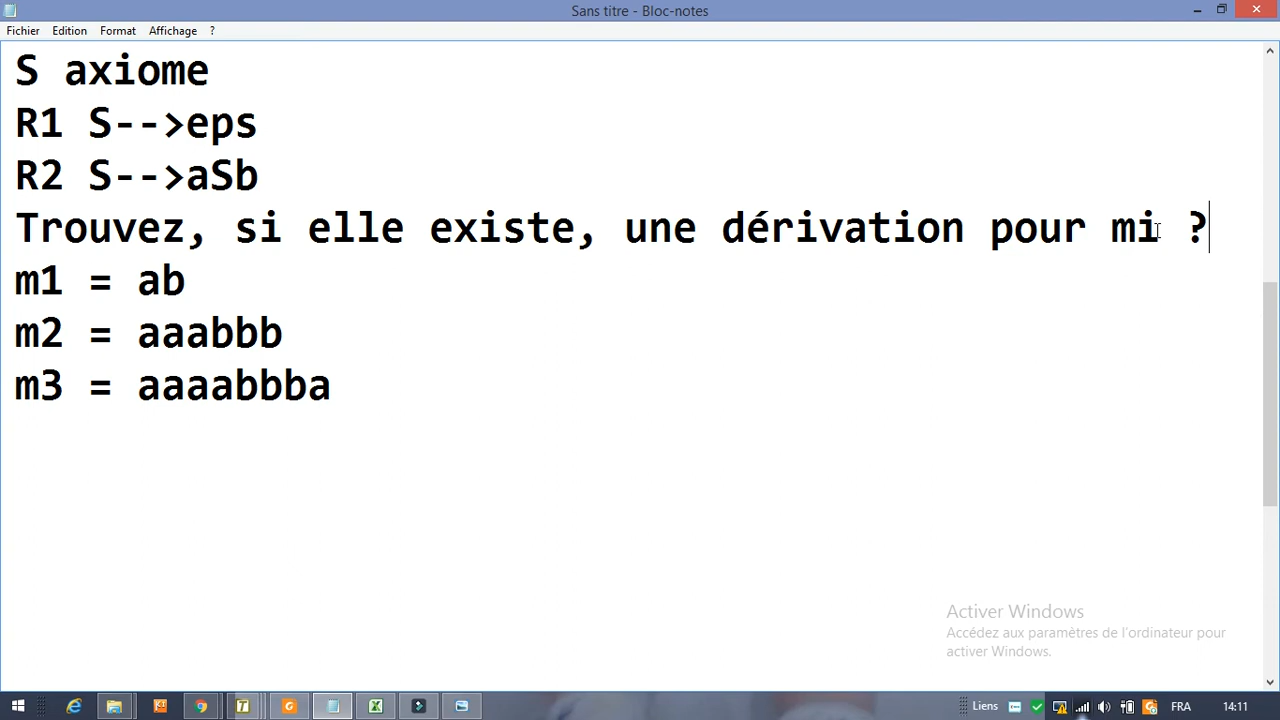 Sans titre - Bloc-notes
Fichier Edition Format Affichage ?
S axiome
R1 S-->eps
R2 S-->aSb
Trouvez, si elle existe, une dérivation pour mi ?
m1 = ab
m2 = aaabbb
m3 = aaaabbba
Activer Windows
Accédez aux paramètres de l'ordinateur pour
activer Windows.
Liens FRA 14:11